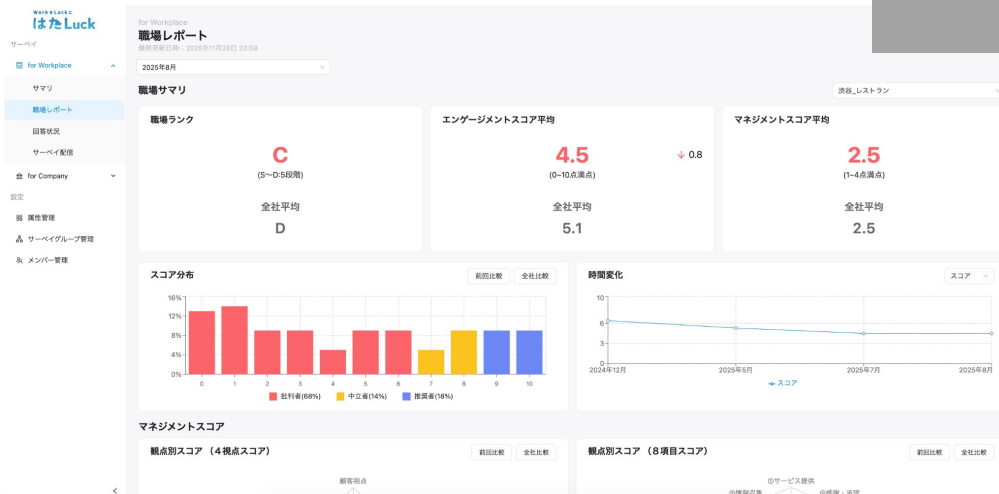 Work & Luckに
はたLuck
サーベイ
for Workplace
サマリ
職場レポート
回答状況
サーベイ配信
for Company
設定
属性管理
サーベイグループ管理
メンバー管理
for Workplace
職場レポート
最終更新日時：2025年11月26日 23:59
2025年8月
職場サマリ
渋谷_レストラン
職場ランク
C
(S〜D:5段階)
全社平均
D
エンゲージメントスコア平均
4.5
0.8
(0~10点満点)
全社平均
5.1
マネジメントスコア平均
2.5
(1~4点満点)
全社平均
2.5
スコア分布
前回比較 全社比較
16%
12%
8%
4%
0%
0 1 2 3 4 5 6 7 8 9 10
批判者(68%) 中立者(14%) 推奨者(18%)
時間変化
スコア
10
6
3
0
2024年12月 2025年5月 2025年7月 2025年8月
スコア
マネジメントスコア
観点別スコア （４視点スコア）
前回比較 全社比較
顧客視点
観点別スコア （８項目スコア）
前回比較 全社比較
①サービス提供
②感謝・承認